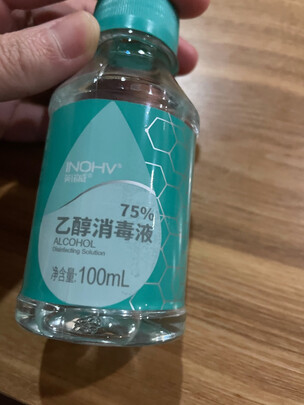 INOHV®
75%
乙醇消毒液
ALCOHOL
Disinfecting Solution
净含量:100mL